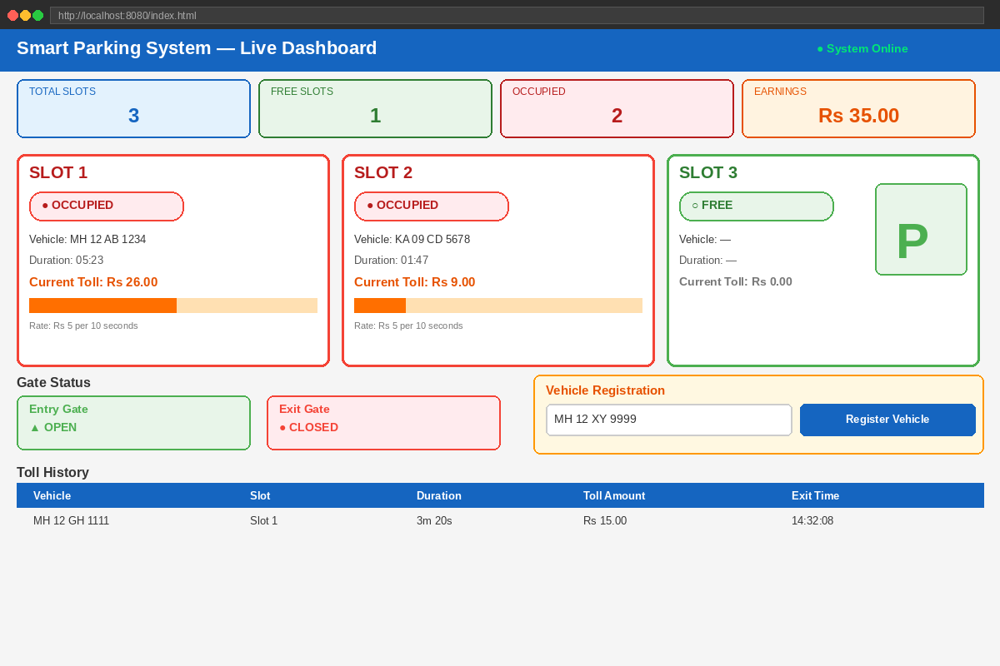 http://localhost:8080/index.html
Smart Parking System — Live Dashboard
● System Online
TOTAL SLOTS
3
FREE SLOTS
1
OCCUPIED
2
EARNINGS
Rs 35.00
SLOT 1
● OCCUPIED
Vehicle: MH 12 AB 1234
Duration: 05:23
Current Toll: Rs 26.00
Rate: Rs 5 per 10 seconds
SLOT 2
● OCCUPIED
Vehicle: KA 09 CD 5678
Duration: 01:47
Current Toll: Rs 9.00
Rate: Rs 5 per 10 seconds
SLOT 3
○ FREE
Vehicle: —
Duration: —
Current Toll: Rs 0.00
P
Gate Status
Entry Gate
▲ OPEN
Exit Gate
● CLOSED
Vehicle Registration
MH 12 XY 9999
Register Vehicle
Toll History
Vehicle Slot Duration Toll Amount Exit Time
MH 12 GH 1111 Slot 1 3m 20s Rs 15.00 14:32:08